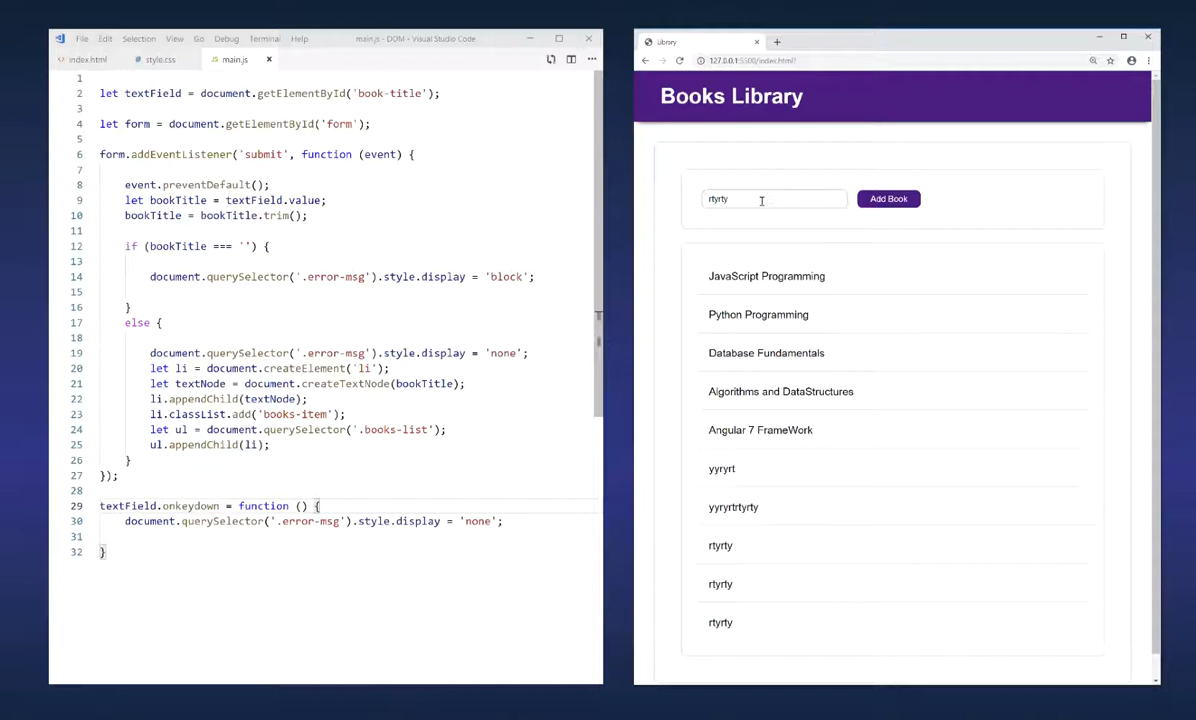 File Edit Selection View Go Debug Terminal Help main.js - DOM - Visual Studio Code
index.html style.css JS main.js ×
1
2 let textField = document.getElementById('book-title');
3
4 let form = document.getElementById('form');
5
6 form.addEventListener('submit', function (event) {
7
8 event.preventDefault();
9 let bookTitle = textField.value;
10 bookTitle = bookTitle.trim();
11
12 if (bookTitle === '') {
13
14 document.querySelector('.error-msg').style.display = 'block';
15
16 }
17 else {
18
19 document.querySelector('.error-msg').style.display = 'none';
20 let li = document.createElement('li');
21 let textNode = document.createTextNode(bookTitle);
22 li.appendChild(textNode);
23 li.classList.add('books-item');
24 let ul = document.querySelector('.books-list');
25 ul.appendChild(li);
26 }
27 });
28
29 textField.onkeydown = function () {
30 document.querySelector('.error-msg').style.display = 'none';
31
32 }
Library
127.0.0.1:5500/index.html?
Books Library
rtyrty Add Book
JavaScript Programming
Python Programming
Database Fundamentals
Algorithms and DataStructures
Angular 7 FrameWork
yyryrt
yyryrtrtyrty
rtyrty
rtyrty
rtyrty